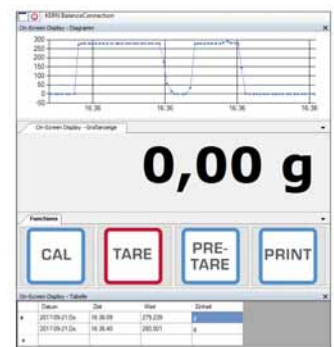 KERN BalanceConnection
On-Screen Display - Diagramm
300
250
200
150
100
50
0
-50
16:36 16:36 16:36 16:36
On-Screen Display - Großanzeige
0,00 g
Functions
CAL TARE PRE-TARE PRINT
On-Screen Display - Tabelle
Datum Zeit Wert Einheit
2017-09-21 Do. 16:36:09 279.239 g
2017-09-21 Do. 16:36:40 280.001 g